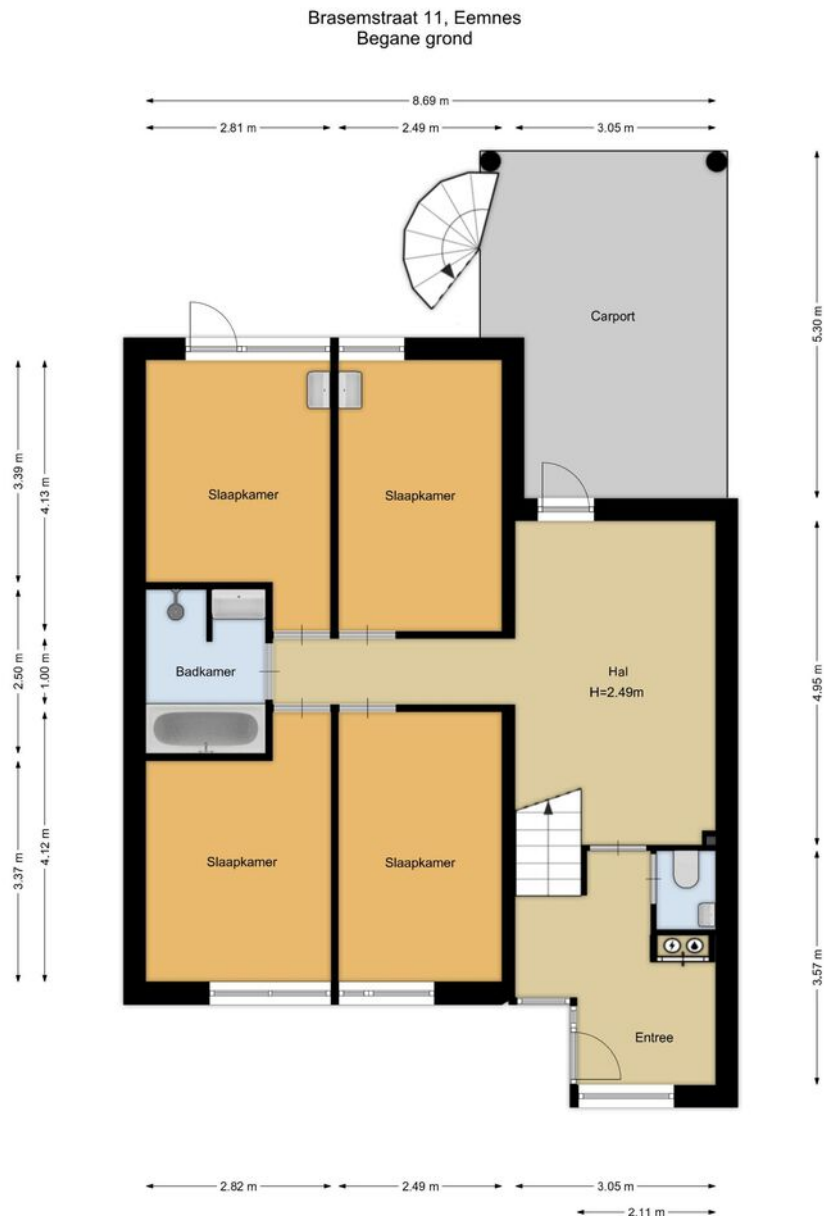 Brasemstraat 11, Eemnes
Begane grond
8.69 m
2.81 m
2.49 m
3.05 m
Carport
5.30 m
3.39 m
4.13 m
Slaapkamer
Slaapkamer
2.50 m
1.00 m
Badkamer
Hal
H=2.49m
4.95 m
3.37 m
4.12 m
Slaapkamer
Slaapkamer
3.57 m
Entree
2.82 m
2.49 m
3.05 m
2.11 m